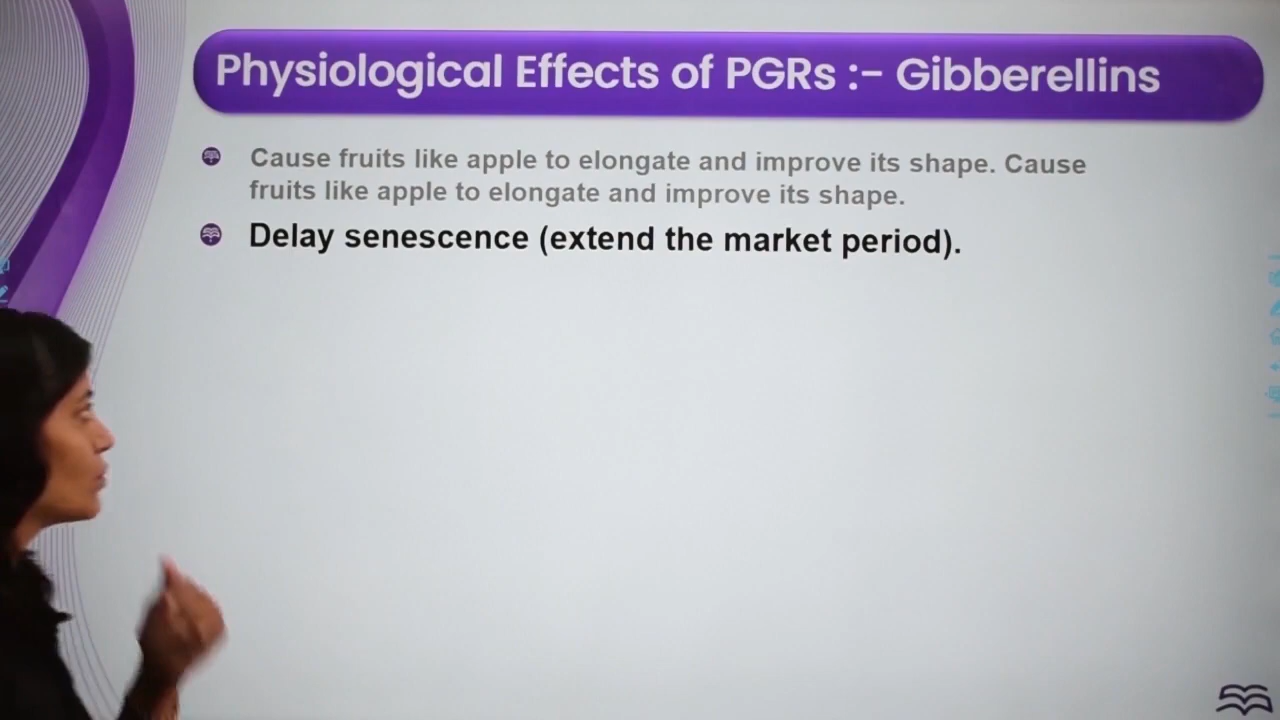 Physiological Effects of PGRs :- Gibberellins
Cause fruits like apple to elongate and improve its shape. Cause
fruits like apple to elongate and improve its shape.
Delay senescence (extend the market period).